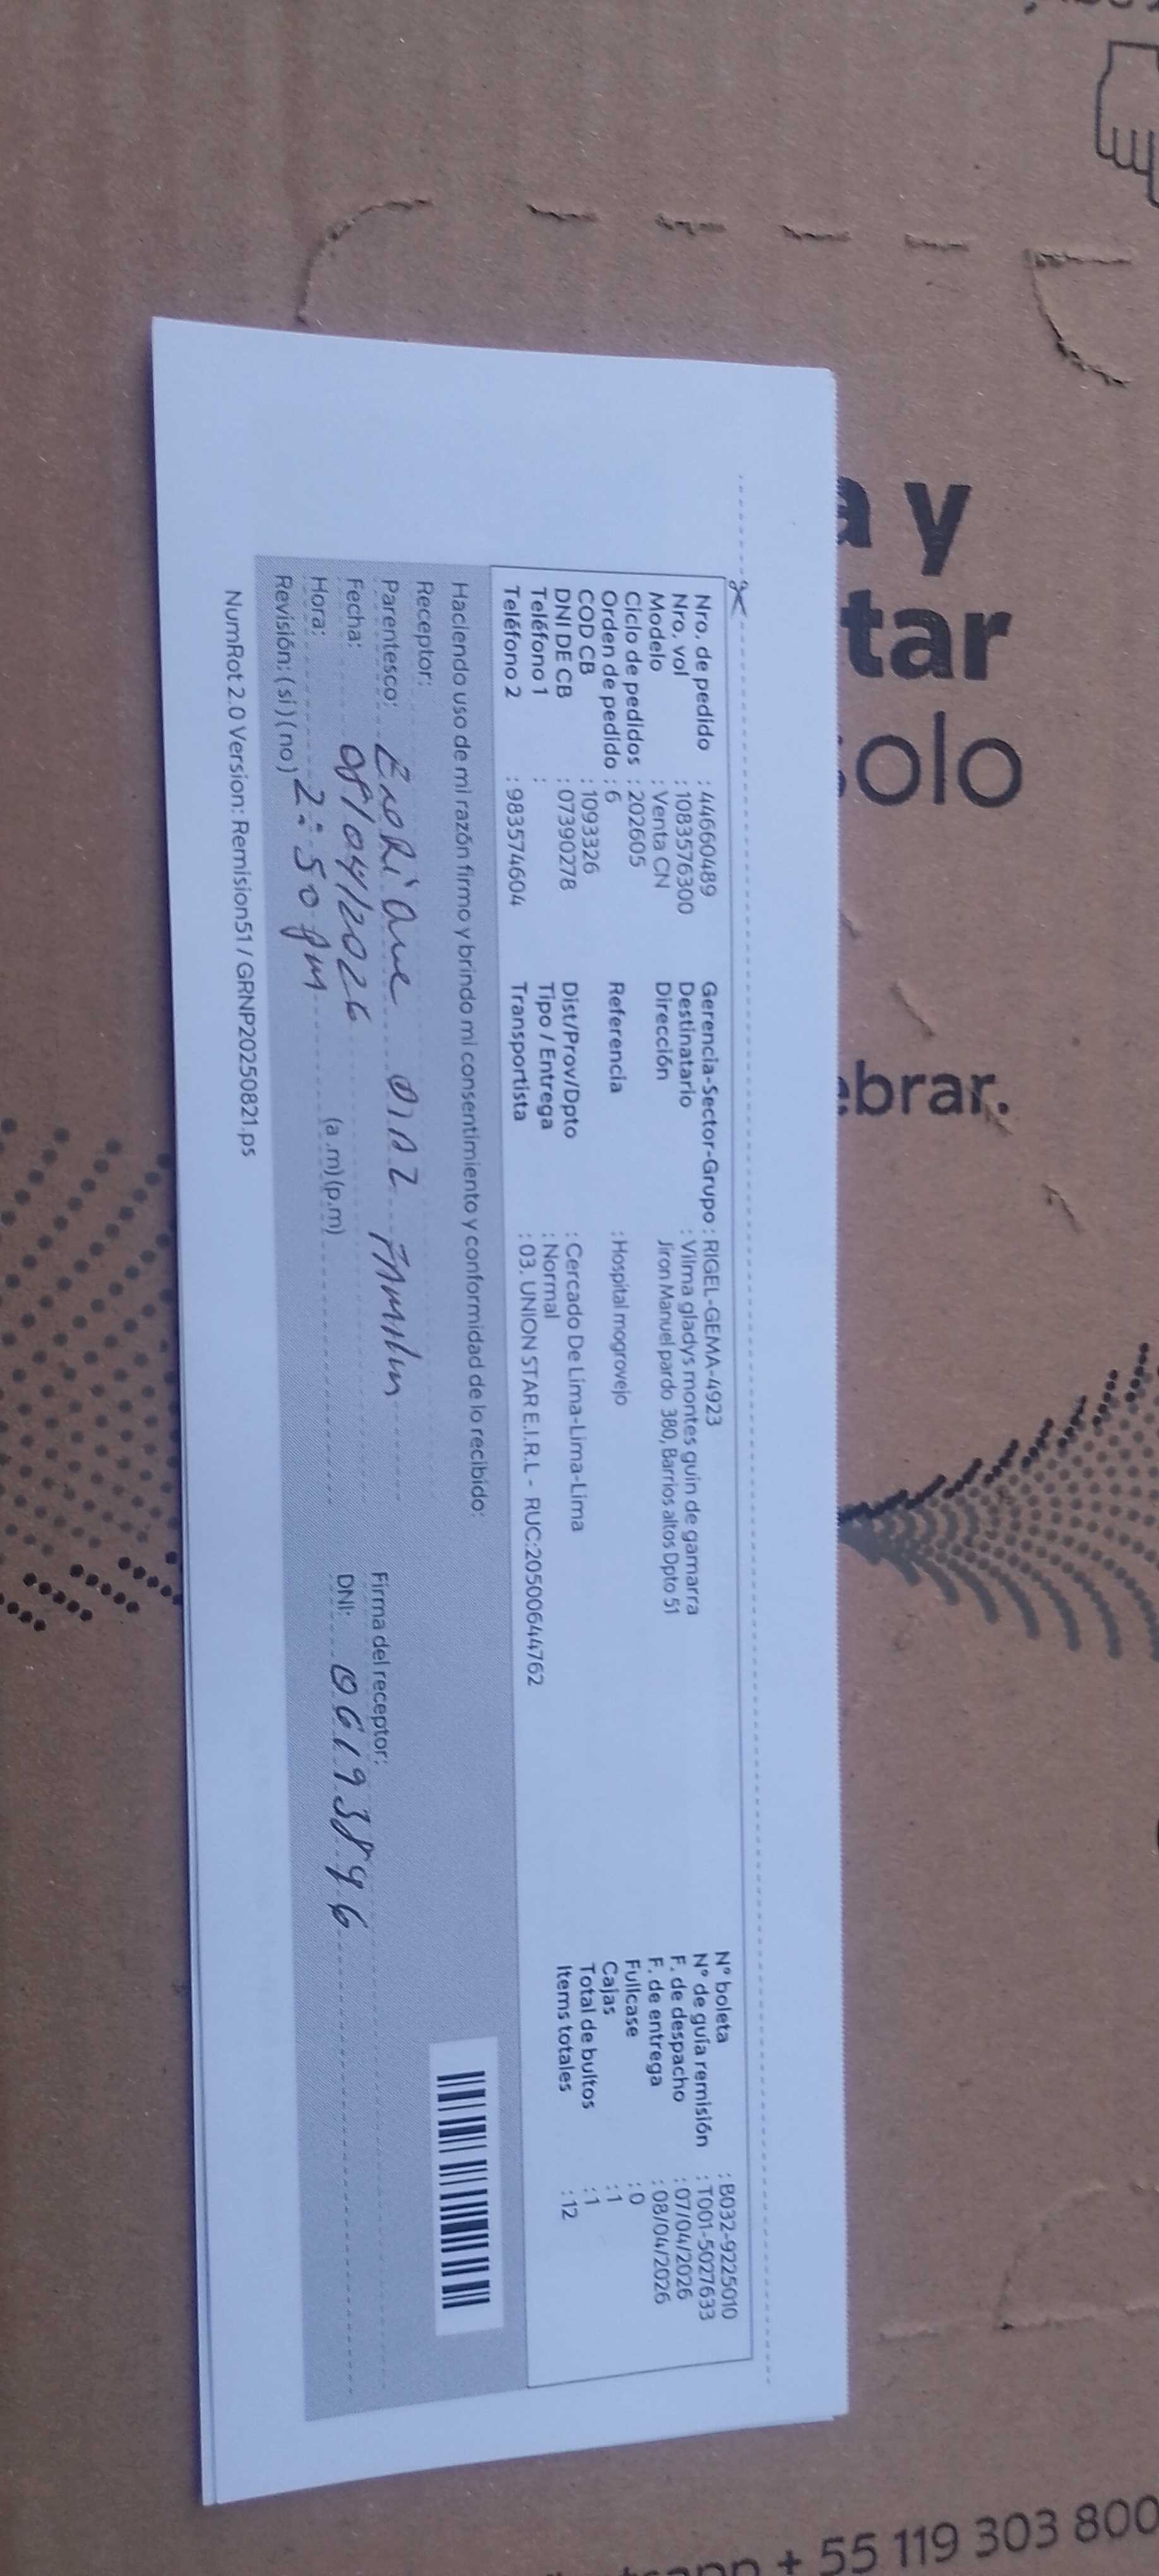 a y
tar
solo
ebrar.
+ 55 119 303 800
Nro. de pedido : 44660489
Nro. vol : 1083576300
Modelo : Venta CN
Ciclo de pedidos : 202605
Orden de pedido : 6
COD CB : 1093326
DNI DE CB : 07390278
Teléfono 1 :
Teléfono 2 : 983574604
Gerencia-Sector-Grupo : RIGEL-GEMA-4923
Destinatario : Vilma gladys montes guin de gamarra
Dirección Jiron Manuel pardo 380, Barrios altos Dpto 51
Referencia : Hospital mogrovejo
Dist/Prov/Dpto : Cercado De Lima-Lima-Lima
Tipo / Entrega : Normal
Transportista : 03. UNION STAR E.I.R.L - RUC:20500644762
N° boleta : B032-9225010
N° de guía remisión : T001-5027633
F. de despacho : 07/04/2026
F. de entrega : 08/04/2026
Fullcase : 0
Cajas : 1
Total de bultos : 1
Items totales : 12
Haciendo uso de mi razón firmo y brindo mi consentimiento y conformidad de lo recibido:
Receptor:
Parentesco: Enrique Diaz
Fecha: 08/04/2026
Hora: 2:50 pm (a .m) (p.m)
Revisión: ( si ) ( no )
Firma del receptor:
DNI: 06193896
NumRot 2.0 Version: Remision51 / GRNP20250821.ps